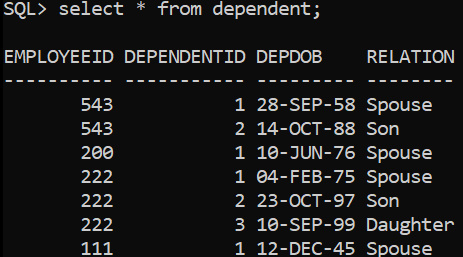 SQL> select * from dependent;
EMPLOYEEID DEPENDENTID DEPDOB    RELATION
---------- ----------- --------- --------
       543           1 28-SEP-58 Spouse
       543           2 14-OCT-88 Son
       200           1 10-JUN-76 Spouse
       222           1 04-FEB-75 Spouse
       222           2 23-OCT-97 Son
       222           3 10-SEP-99 Daughter
       111           1 12-DEC-45 Spouse